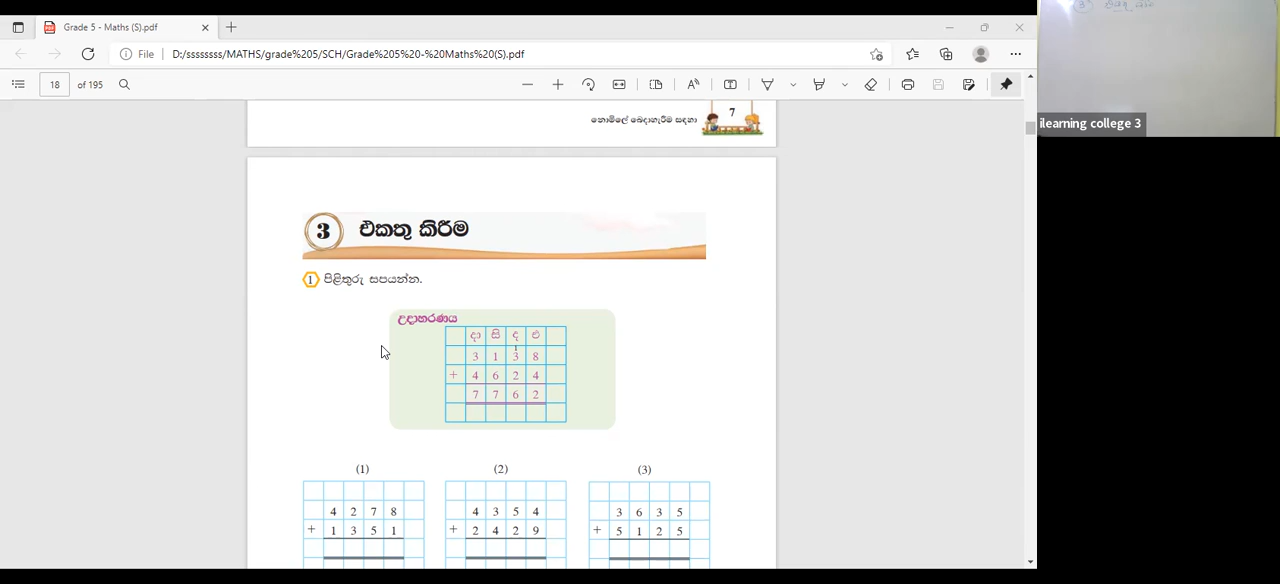 Grade 5 - Maths (S).pdf
File D:/ssssssss/MATHS/grade%205/SCH/Grade%205%20-%20Maths%20(S).pdf
18 of 195
නොමිලේ බෙදාහැරීම සඳහා 7
ilearning college 3
3 එකතු කිරීම
1 පිළිතුරු සපයන්න.
උදාහරණය
දා සි ද එ
1
3 1 3 8
+ 4 6 2 4
7 7 6 2
(1) (2) (3)
4 2 7 8 4 3 5 4 3 6 3 5
+ 1 3 5 1 + 2 4 2 9 + 5 1 2 5